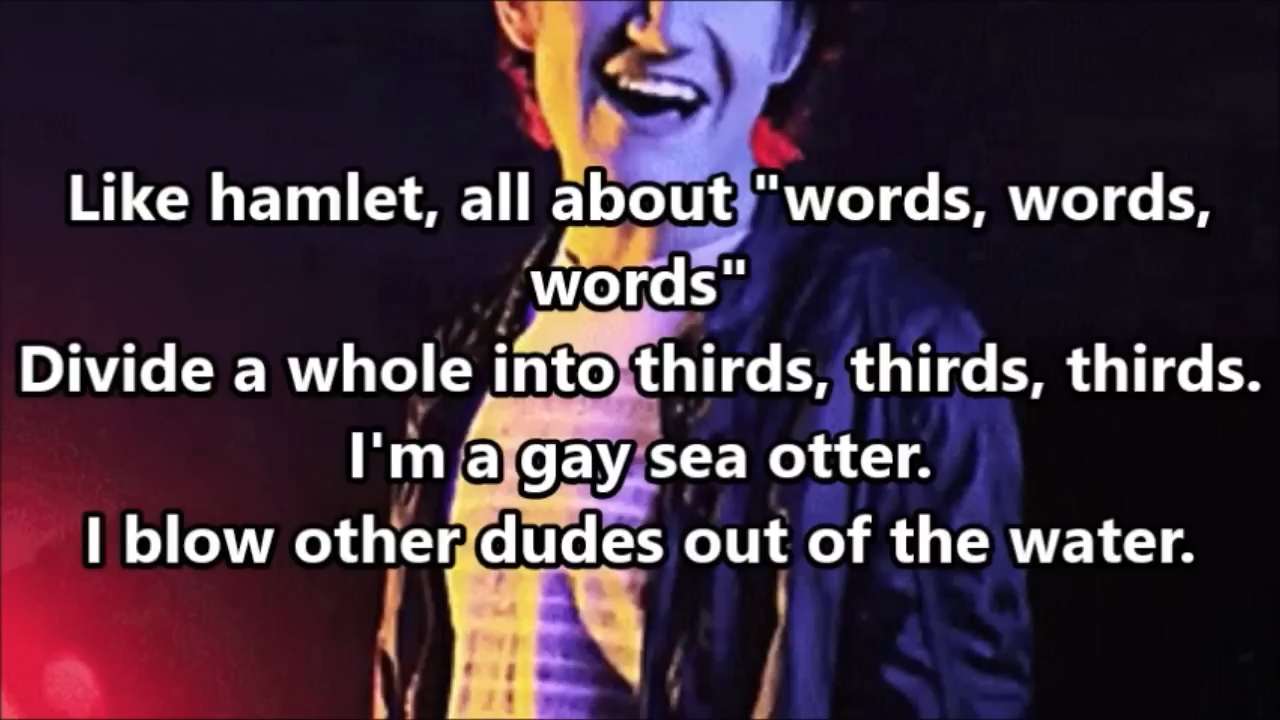 Like hamlet, all about "words, words,
words"
Divide a whole into thirds, thirds, thirds.
I'm a gay sea otter.
I blow other dudes out of the water.